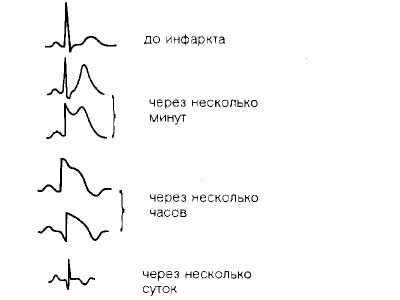 до инфаркта
через несколько
минут
через несколько
часов
через несколько
суток